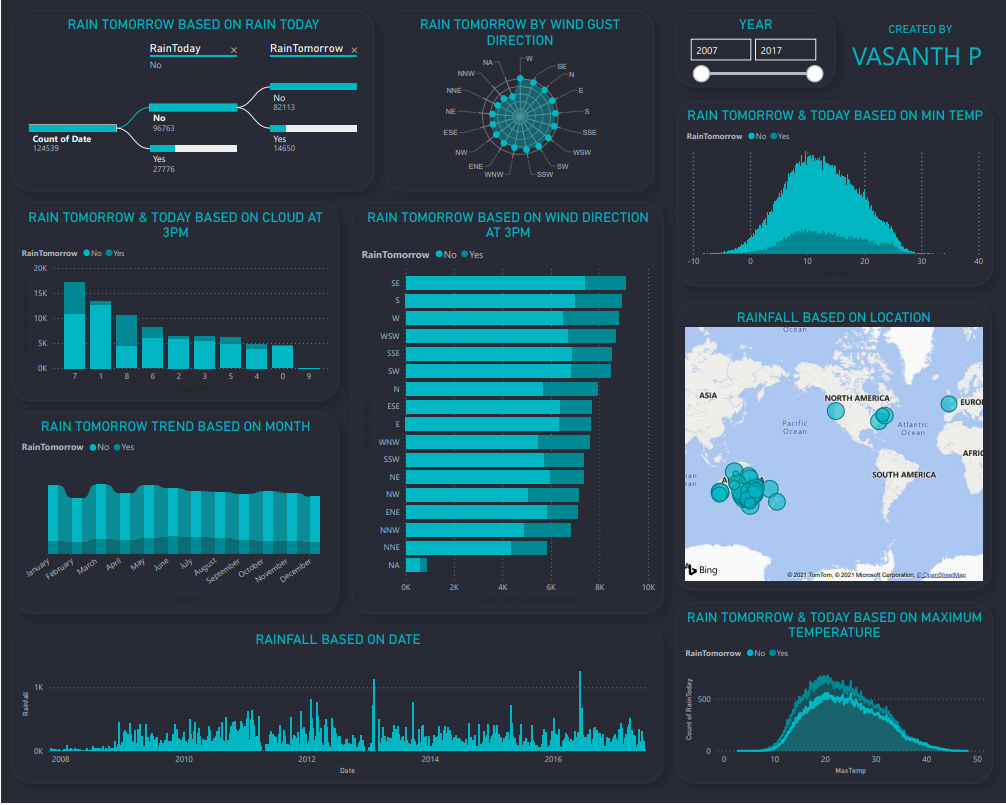 RAIN TOMORROW BASED ON RAIN TODAY
RainToday ×
No
RainTomorrow ×
Count of Date
124539
No
96763
Yes
27776
No
82113
Yes
14650
RAIN TOMORROW BY WIND GUST
DIRECTION
W
SE
N
E
S
SSE
WSW
SW
SSW
WNW
ENE
NW
ESE
NE
NNE
NNW
NA
YEAR
2007
2017
CREATED BY
VASANTH P
RAIN TOMORROW & TODAY BASED ON MIN TEMP
RainTomorrow No Yes
-10 0 10 20 30 40
RAIN TOMORROW & TODAY BASED ON CLOUD AT
3PM
RainTomorrow No Yes
20K
15K
10K
5K
0K
7 1 8 6 2 3 5 4 0 9
RAIN TOMORROW BASED ON WIND DIRECTION
AT 3PM
RainTomorrow No Yes
SE
S
W
WSW
SSE
SW
N
ESE
E
WNW
SSW
NE
NW
ENE
NNW
NNE
NA
0K 2K 4K 6K 8K 10K
RAINFALL BASED ON LOCATION
Ocean
Ocean
ASIA
NORTH AMERICA
EURO
Pacific
Ocean
Atlantic
Ocean
AFRIC
SOUTH AMERICA
Bing
© 2021 TomTom, © 2021 Microsoft Corporation, © OpenStreetMap
RAIN TOMORROW TREND BASED ON MONTH
RainTomorrow No Yes
January February March April May June July August September October November December
RAINFALL BASED ON DATE
Rainfall
1K
0K
2008 2010 2012 2014 2016
Date
RAIN TOMORROW & TODAY BASED ON MAXIMUM
TEMPERATURE
RainTomorrow No Yes
Count of RainToday
500
0
0 10 20 30 40 50
MaxTemp